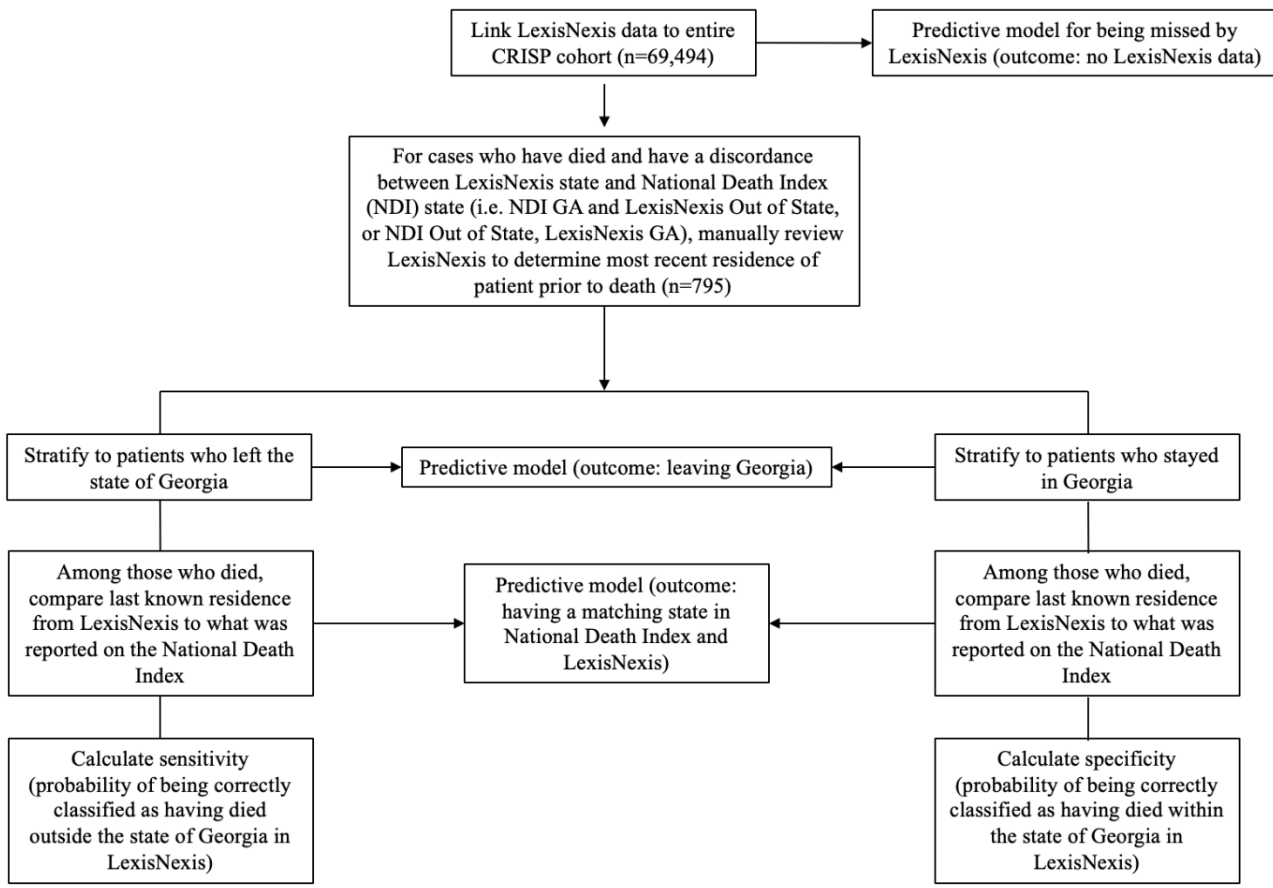 Link LexisNexis data to entire
CRISP cohort (n=69,494)
Predictive model for being missed by
LexisNexis (outcome: no LexisNexis data)
For cases who have died and have a discordance
between LexisNexis state and National Death Index
(NDI) state (i.e. NDI GA and LexisNexis Out of State,
or NDI Out of State, LexisNexis GA), manually review
LexisNexis to determine most recent residence of
patient prior to death (n=795)
Stratify to patients who left the
state of Georgia
Predictive model (outcome: leaving Georgia)
Stratify to patients who stayed
in Georgia
Among those who died,
compare last known residence
from LexisNexis to what was
reported on the National Death
Index
Predictive model (outcome:
having a matching state in
National Death Index and
LexisNexis)
Among those who died,
compare last known residence
from LexisNexis to what was
reported on the National Death
Index
Calculate sensitivity
(probability of being correctly
classified as having died
outside the state of Georgia in
LexisNexis)
Calculate specificity
(probability of being correctly
classified as having died within
the state of Georgia in
LexisNexis)